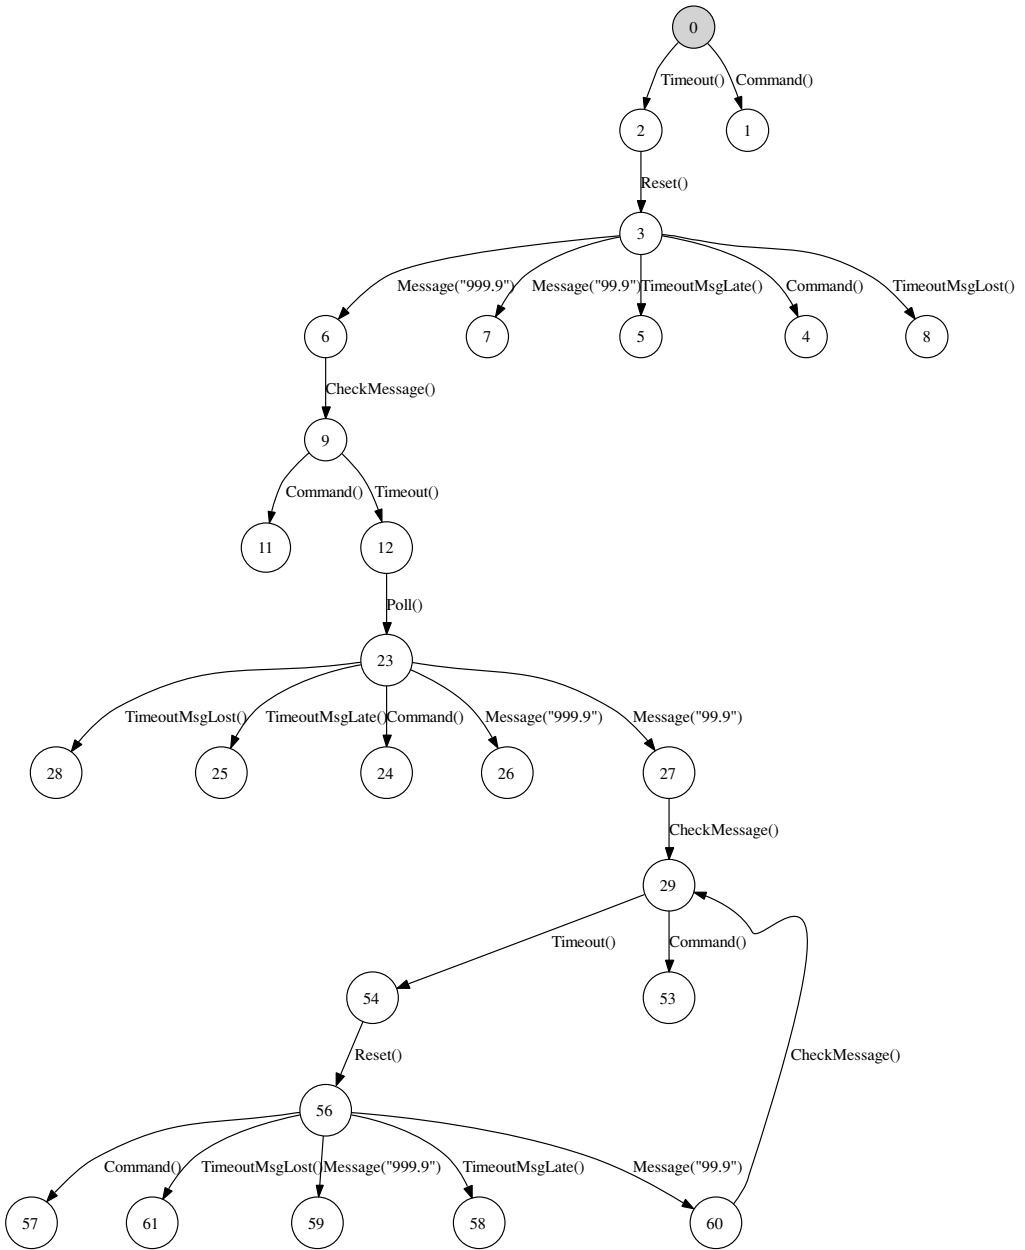 0
Timeout() Command()
2 1
Reset()
3
Message("999.9") Message("99.9") TimeoutMsgLate() Command() TimeoutMsgLost()
6 7 5 4 8
CheckMessage()
9
Command() Timeout()
11 12
Poll()
23
TimeoutMsgLost() TimeoutMsgLate() Command() Message("999.9") Message("99.9")
28 25 24 26 27
CheckMessage()
29
Timeout() Command()
54 53
Reset() CheckMessage()
56
Command() TimeoutMsgLost() Message("999.9") TimeoutMsgLate() Message("99.9")
57 61 59 58 60